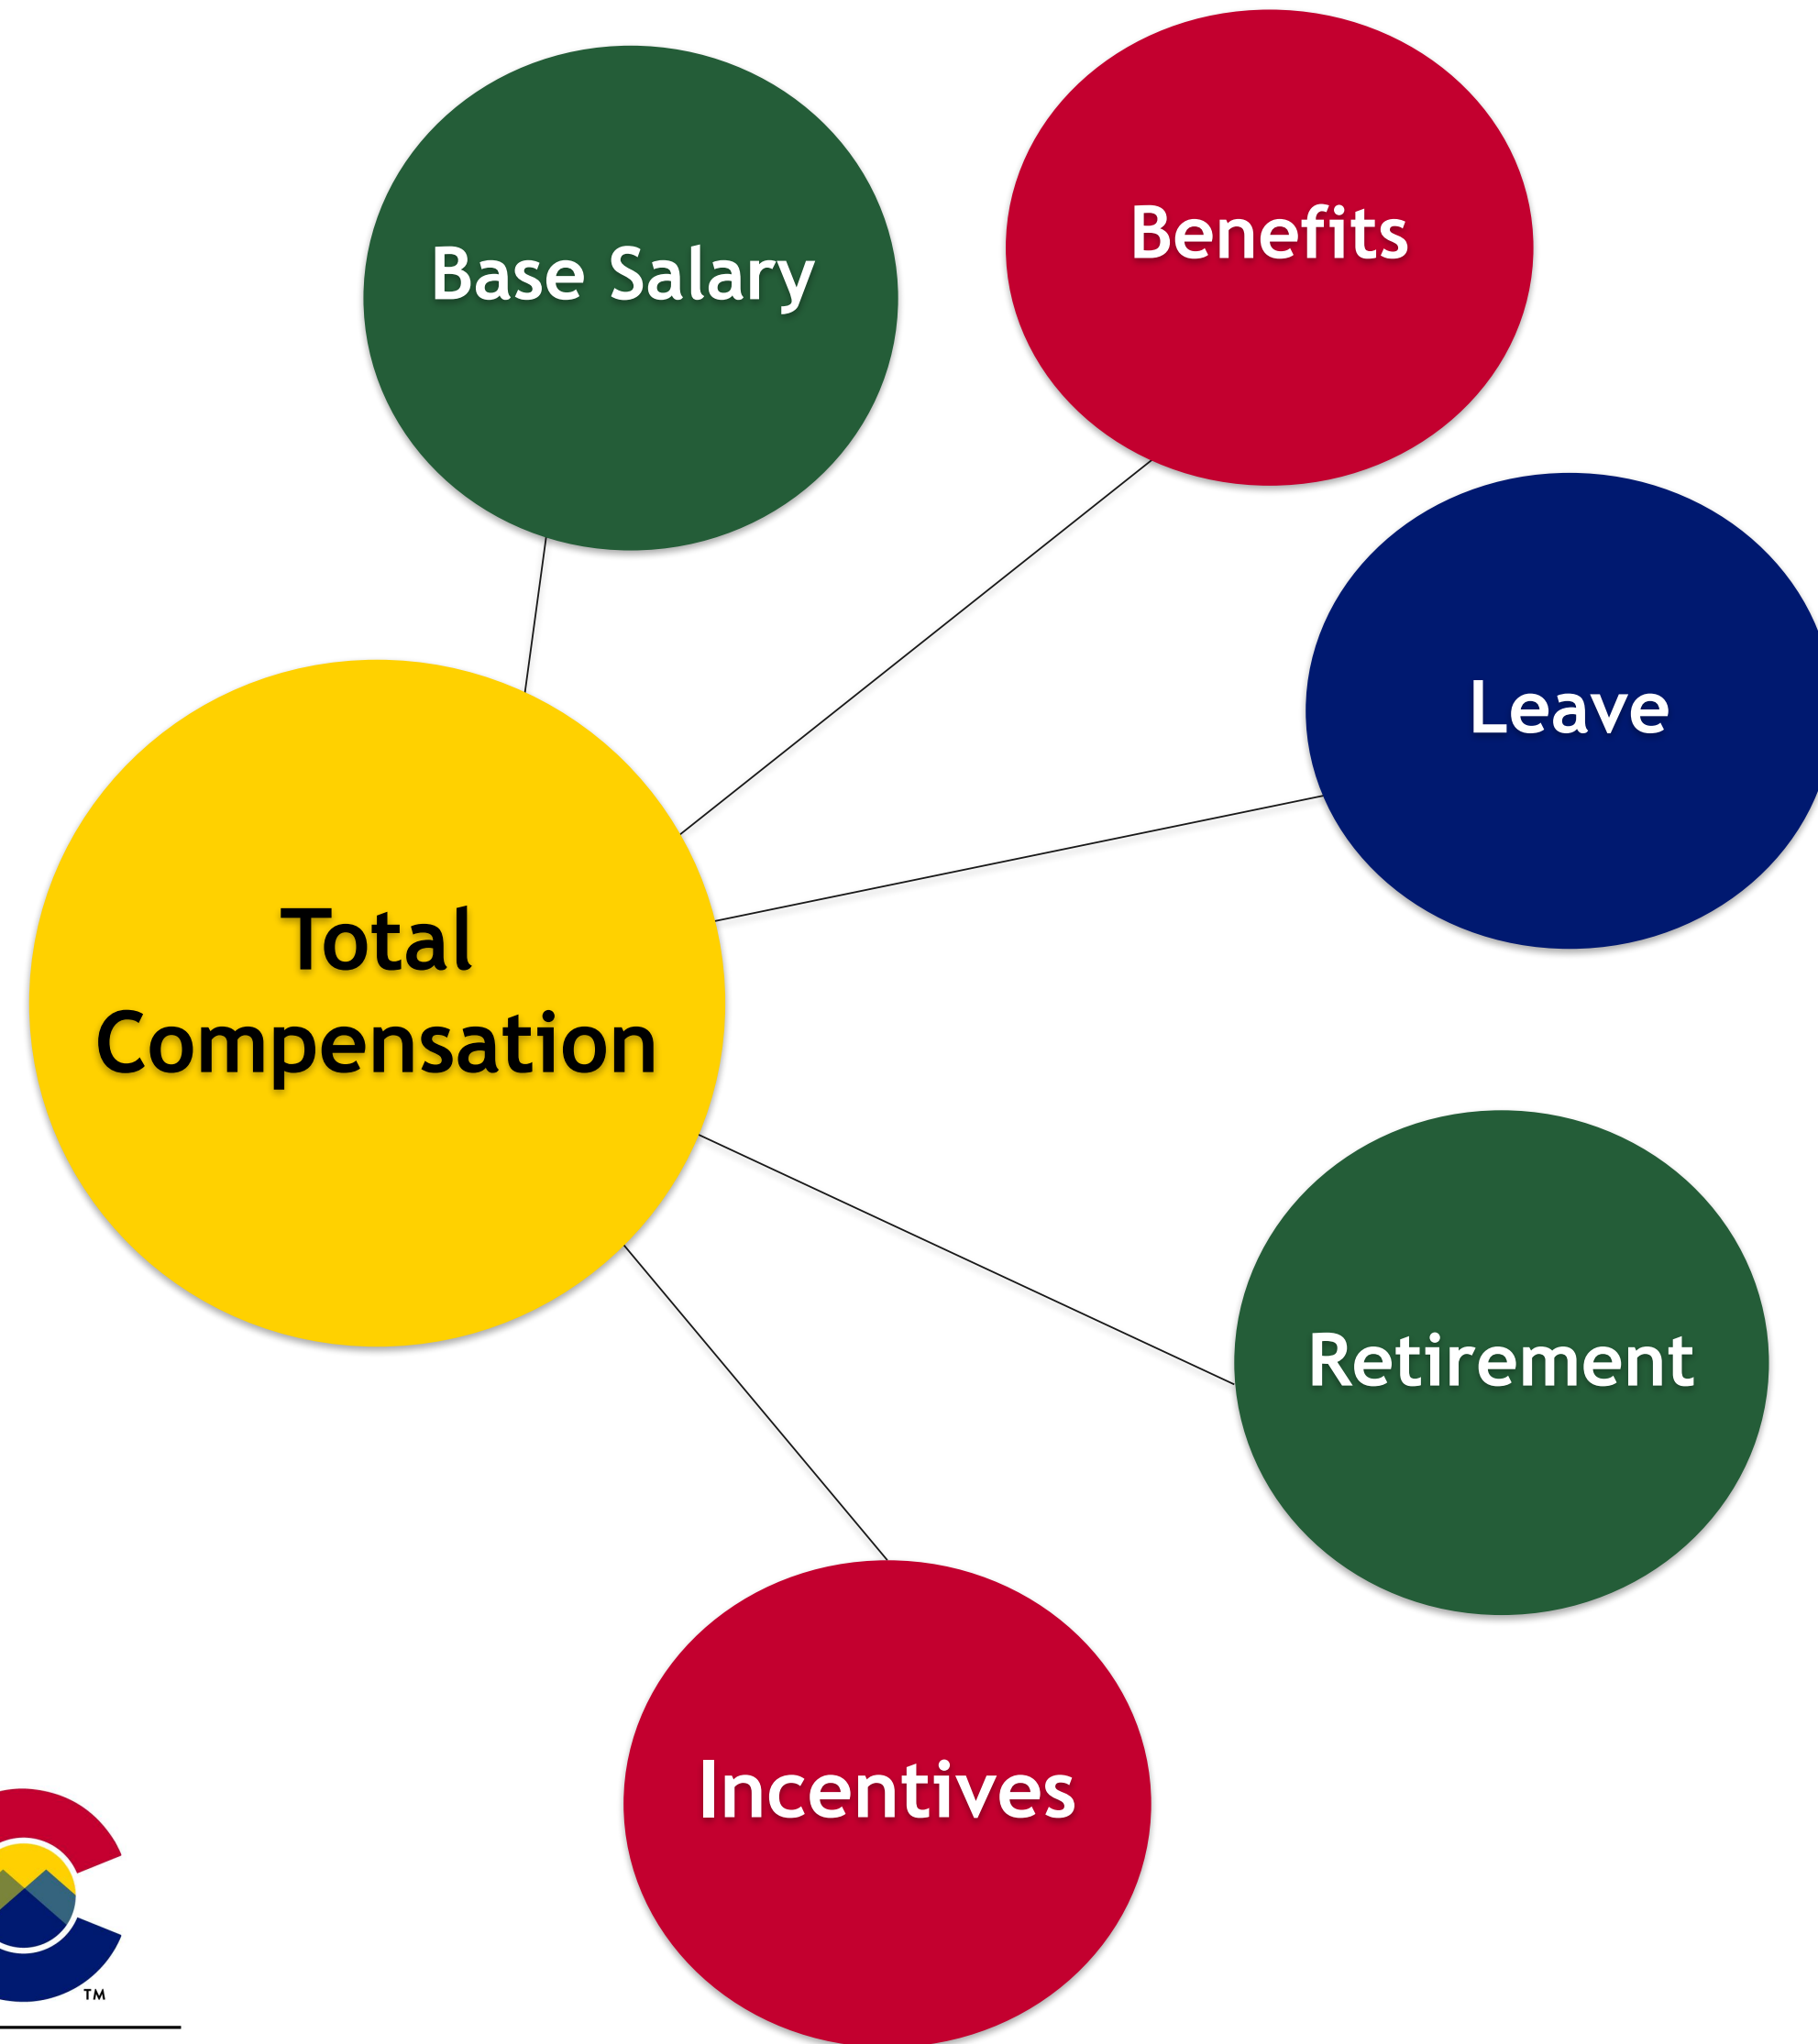 Base Salary
Benefits
Leave
Total
Compensation
Retirement
Incentives
TM